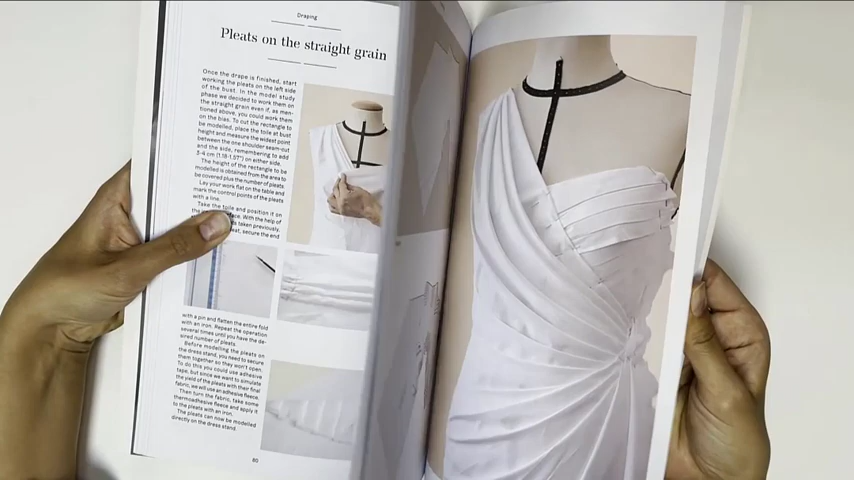 Draping
Pleats on the straight grain
Once the drape is finished, start
working the pleats on the left side
of the bust. In the model study
phase we decided to work them on
the straight grain even if, as men-
tioned above, you could work them
on the bias. To cut the rectangle to
be modelled, place the toile at bust
height and measure the widest point
between the one shoulder seam-out
and the side, remembering to add
3-4 cm (1.18-1.57") on either side.
The height of the rectangle to be
modelled is obtained from the area to
be covered plus the number of pleats.
Lay your work flat on the table and
mark the control points of the pleats
with a line.
Take the toile and position it on
With the help of
taken previously,
secure the end
with a pin and flatten the entire fold
with an iron. Repeat the operation
several times until you have the de-
sired number of pleats.
Before modelling the pleats on
the dress stand, you need to secure
them together so they won't open.
To do this you could use adhesive
tape, but since we want to simulate
the yield of the pleats with their final
fabric, we will use an adhesive fleece.
Then turn the fabric, take some
thermoadhesive fleece and apply it
to the pleats with an iron.
The pleats can now be modelled
directly on the dress stand.
80